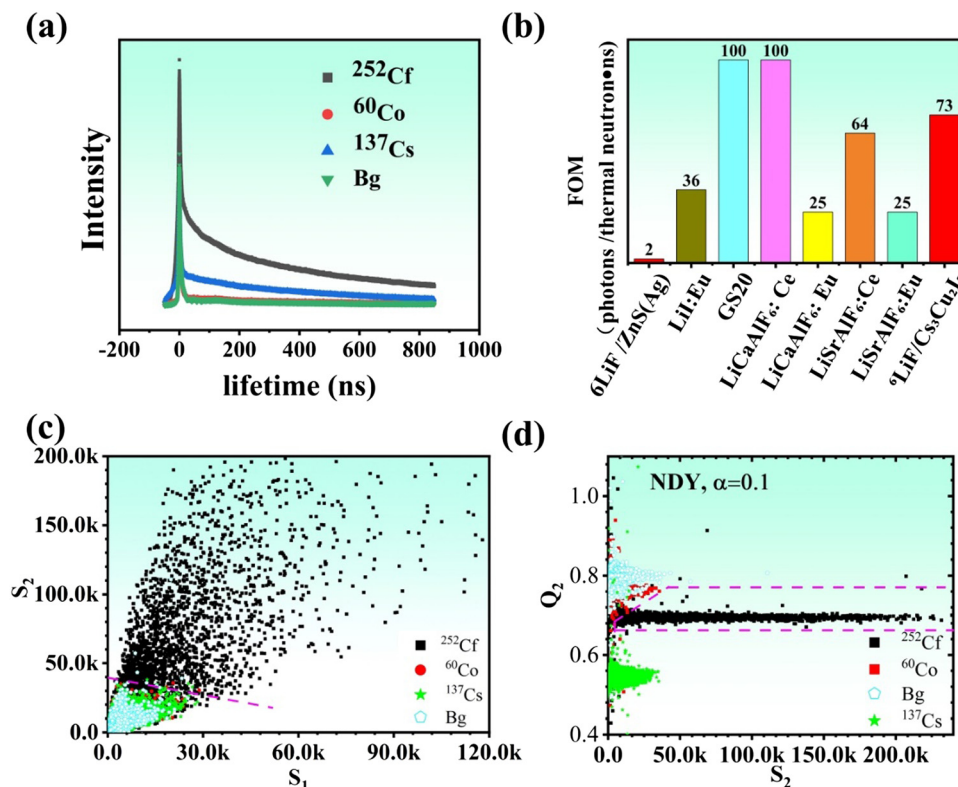 (a)
Intensity
252Cf
60Co
137Cs
Bg
-200 0 200 400 600 800 1000
lifetime (ns)
(b)
FOM
(photons /thermal neutron•ns)
2
36
100
100
25
64
25
73
6LiF /ZnS(Ag)
LiI:Eu
GS20
LiCaAlF₆: Ce
LiCaAlF₆: Eu
LiSrAlF₆:Ce
LiSrAlF₆:Eu
⁶LiF/Cs₃Cu₂I₅
(c)
S₂
200.0k
150.0k
100.0k
50.0k
0.0
²⁵²Cf
⁶⁰Co
¹³⁷Cs
Bg
0.0 30.0k 60.0k 90.0k 120.0k
S₁
(d)
NDY, α=0.1
Q₂
1.0
0.8
0.6
0.4
²⁵²Cf
⁶⁰Co
Bg
¹³⁷Cs
0.0 50.0k 100.0k 150.0k 200.0k
S₂